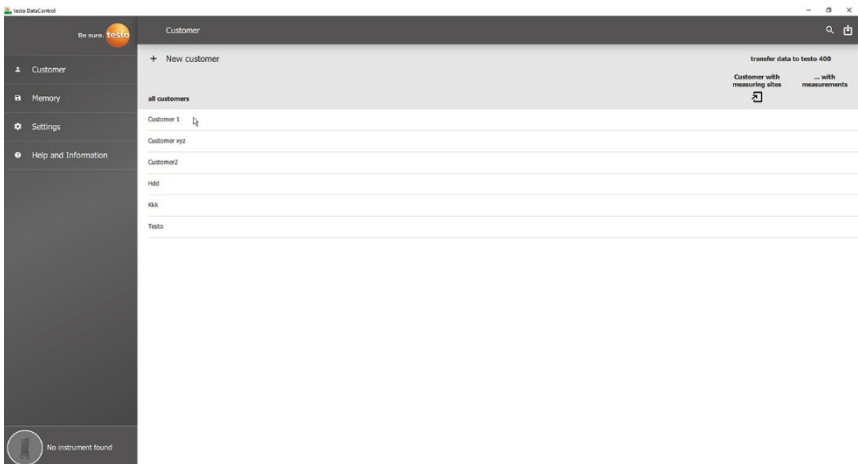 testo DataControl
Be sure. testo
Customer
Memory
Settings
Help and Information
No instrument found
Customer
+ New customer
transfer data to testo 400
Customer with
measuring sites
... with
measurements
all customers
Customer 1
Customer xyz
Customer2
Hdd
Kkk
Testo